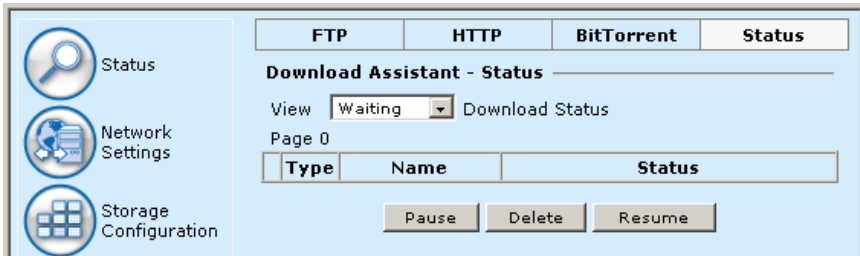 FTP HTTP BitTorrent Status
Status
Download Assistant - Status
View Waiting Download Status
Network
Settings
Page 0
Type Name Status
Storage
Configuration
Pause Delete Resume